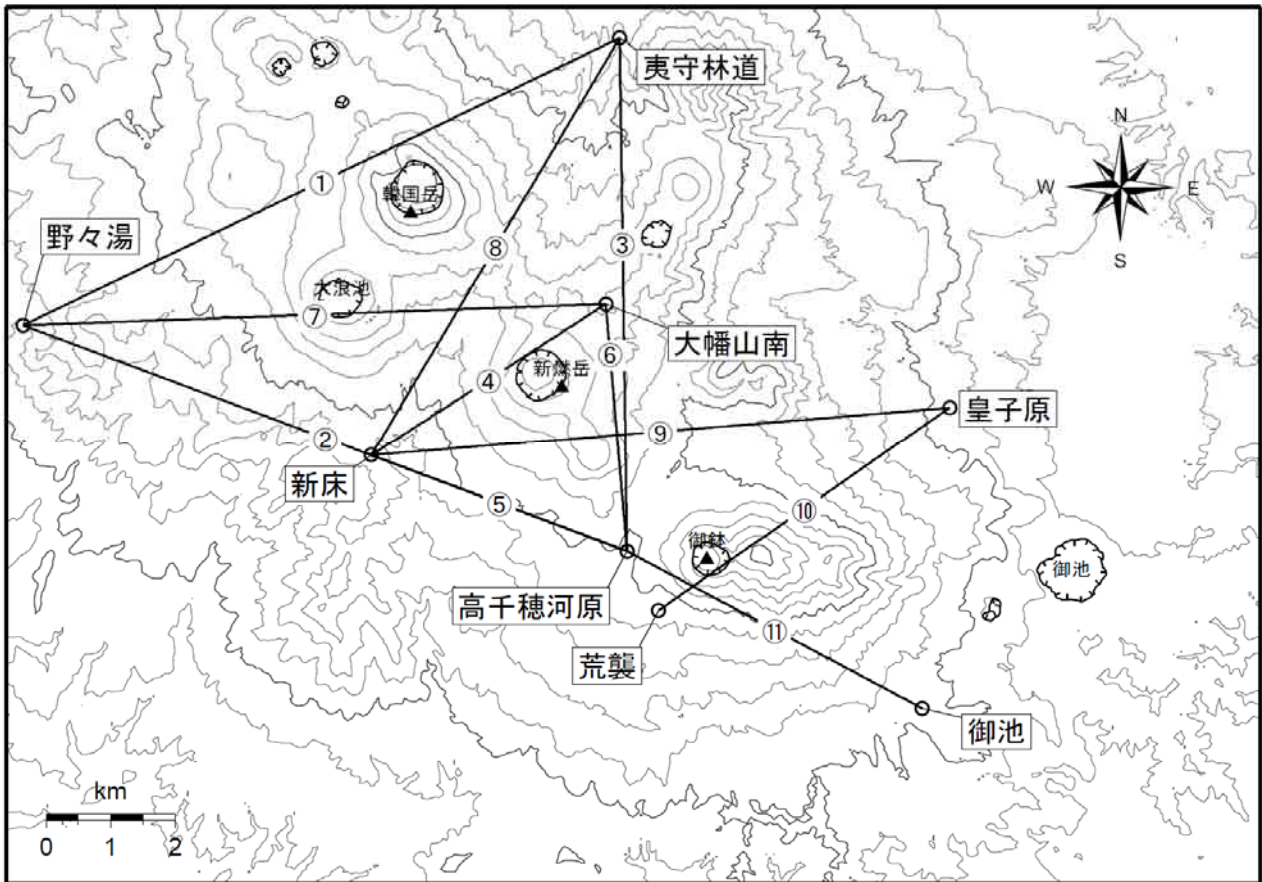 夷守林道
N
W
E
S
①
韓国岳
野々湯
⑧
③
大浪池
⑦
大幡山南
⑥
新燃岳
④
皇子原
⑨
②
新床
⑤
⑩
御鉢
御池
高千穂河原
⑪
荒襲
御池
km
0 1 2